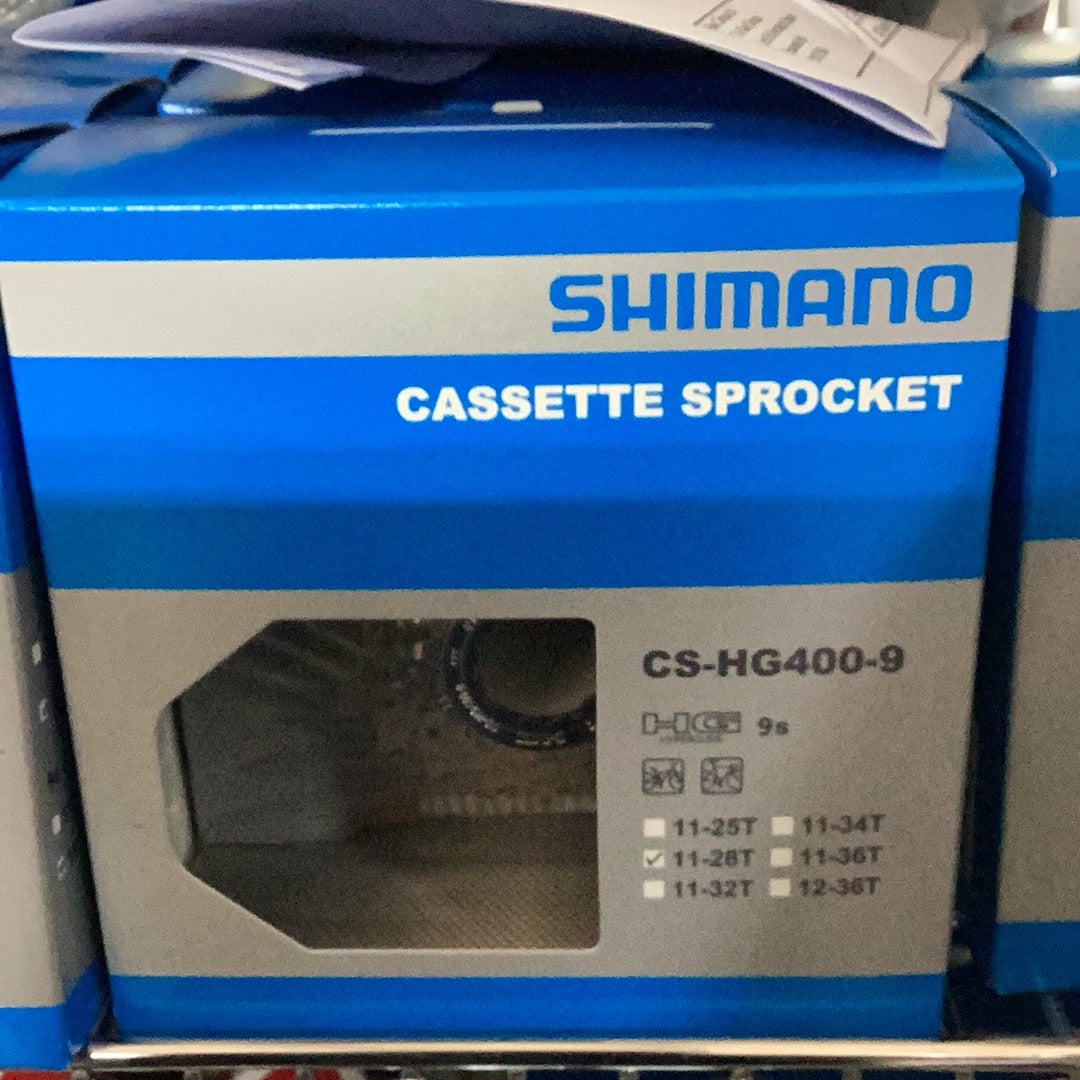 SHIMANO
CASSETTE SPROCKET
CS-HG400-9
HG 9s
11-25T 11-34T
11-28T 11-36T
11-32T 12-36T